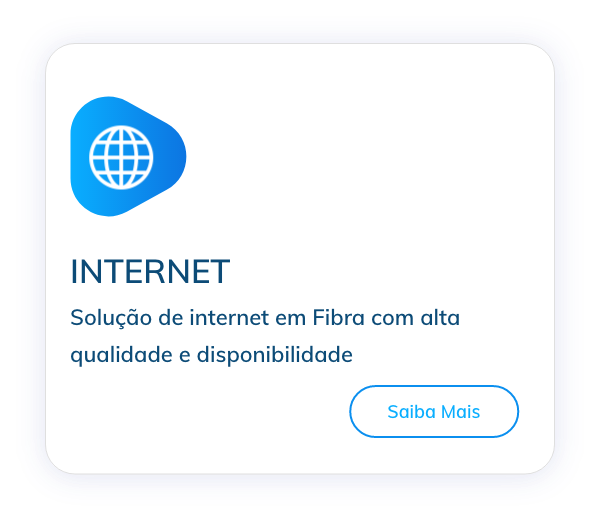 INTERNET
Solução de internet em Fibra com alta
qualidade e disponibilidade
Saiba Mais